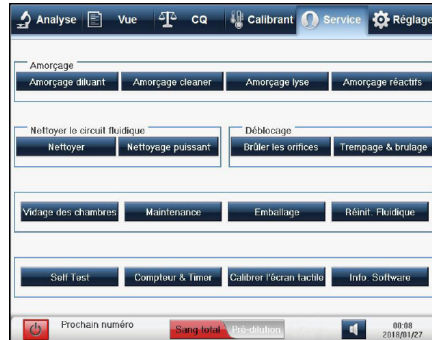 Analyse Vue CQ Calibrant Service Réglage
Amorçage
Amorçage diluant Amorçage cleaner Amorçage lyse Amorçage réactifs
Nettoyer le circuit fluidique Déblocage
Nettoyer Nettoyage puissant Brûler les orifices Trempage & brulage
Vidage des chambres Maintenance Emballage Réinit. Fluidique
Self Test Compteur & Timer Calibrer l'écran tactile Info. Software
Prochain numéro Sang total Pré-dilution 00:08
2018/01/27